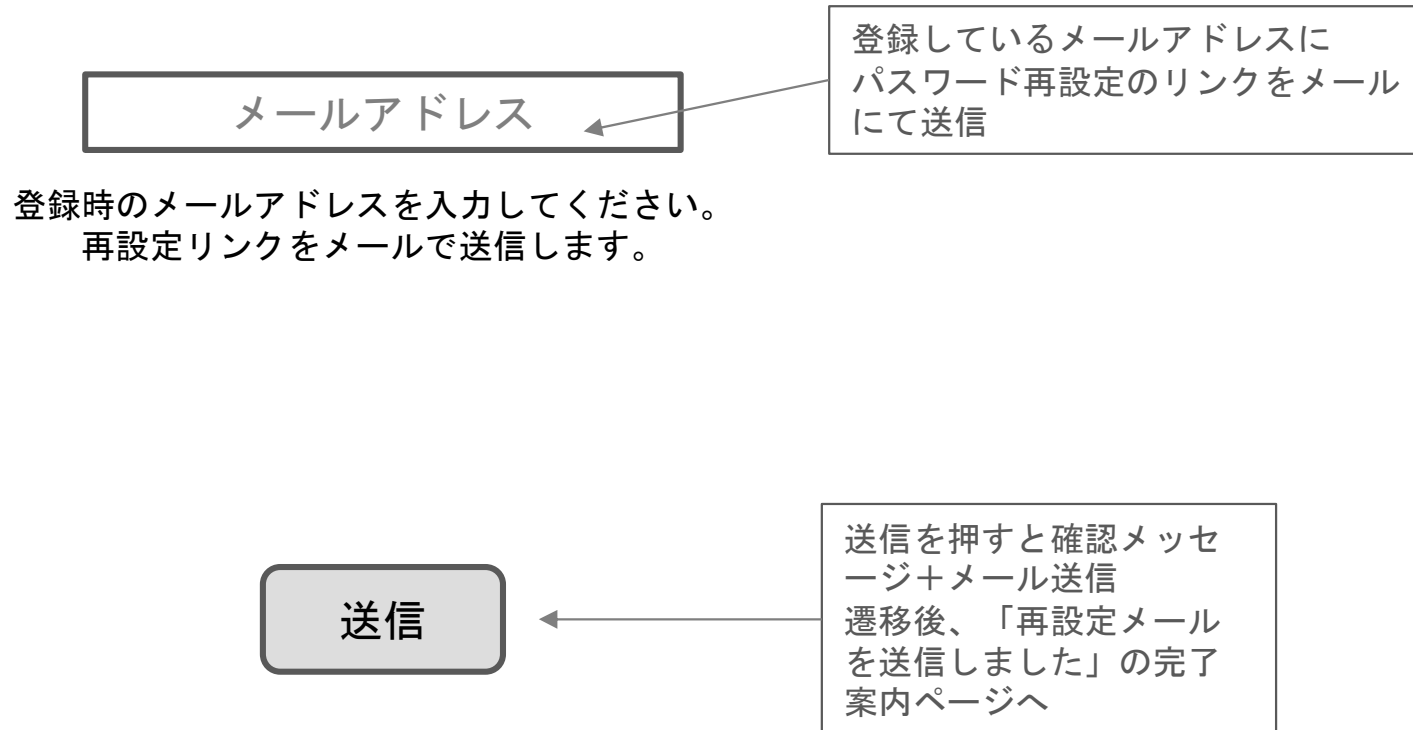 登録しているメールアドレスに
パスワード再設定のリンクをメール
にて送信
メールアドレス
登録時のメールアドレスを入力してください。
再設定リンクをメールで送信します。
送信を押すと確認メッセ
ージ＋メール送信
遷移後、「再設定メール
を送信しました」の完了
案内ページへ
送信